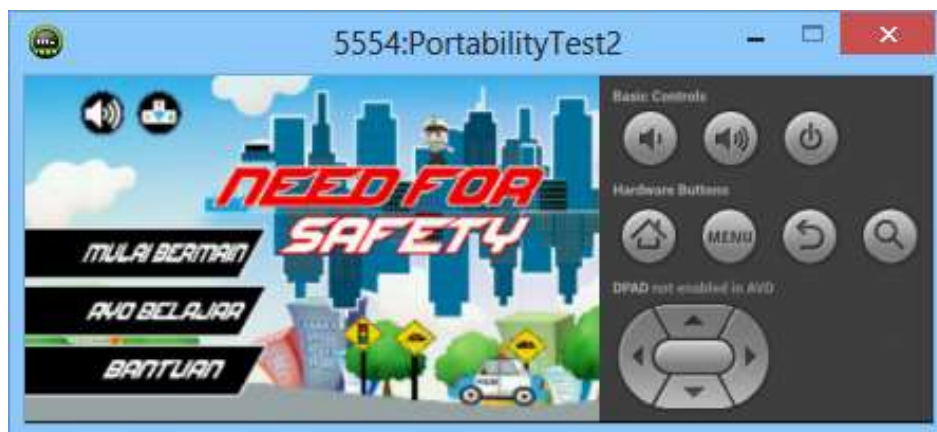 5554:PortabilityTest2
Basic Controls
NEED FOR
SAFETY
Hardware Buttons
MENU
MULAI BERMAIN
AYO BELAJAR
BANTUAN
DPAD not enabled in AVD